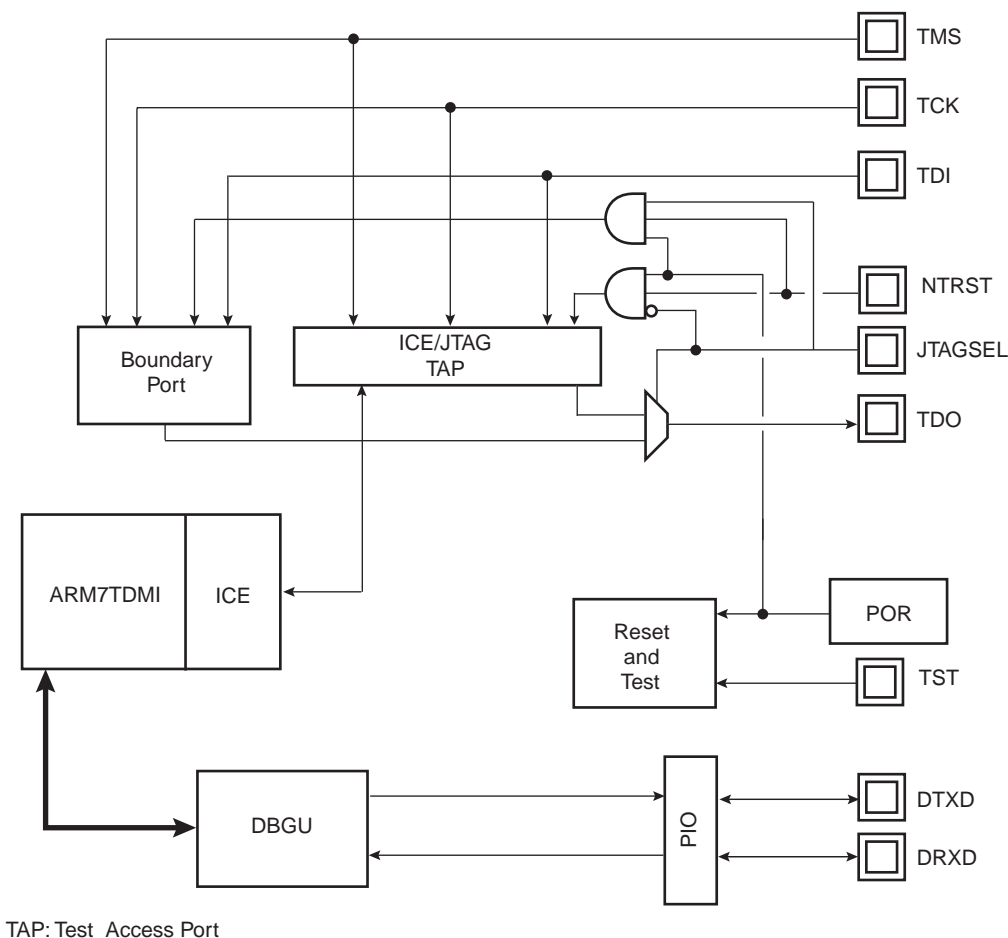 TMS
TCK
TDI
NTRST
JTAGSEL
TDO
Boundary
Port
ICE/JTAG
TAP
ARM7TDMI
ICE
Reset
and
Test
POR
TST
DBGU
PIO
DTXD
DRXD
TAP: Test Access Port